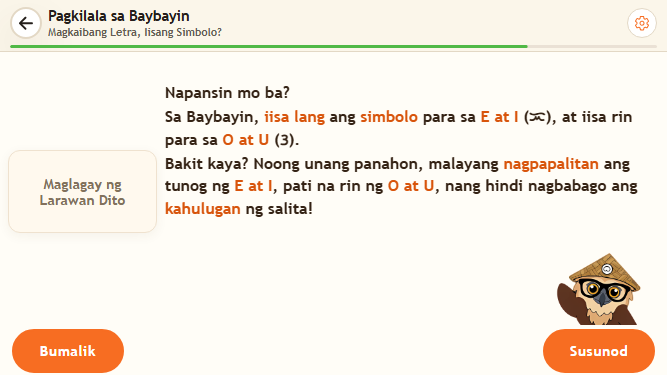 Pagkilala sa Baybayin
Magkaibang Letra, Iisang Simbolo?
Napansin mo ba?
Sa Baybayin, iisa lang ang simbolo para sa E at I (ᜁ), at iisa rin
para sa O at U (3).
Bakit kaya? Noong unang panahon, malayang nagpapalitan ang
tunog ng E at I, pati na rin ng O at U, nang hindi nagbabago ang
kahulugan ng salita!
Maglagay ng
Larawan Dito
Bumalik
Susunod